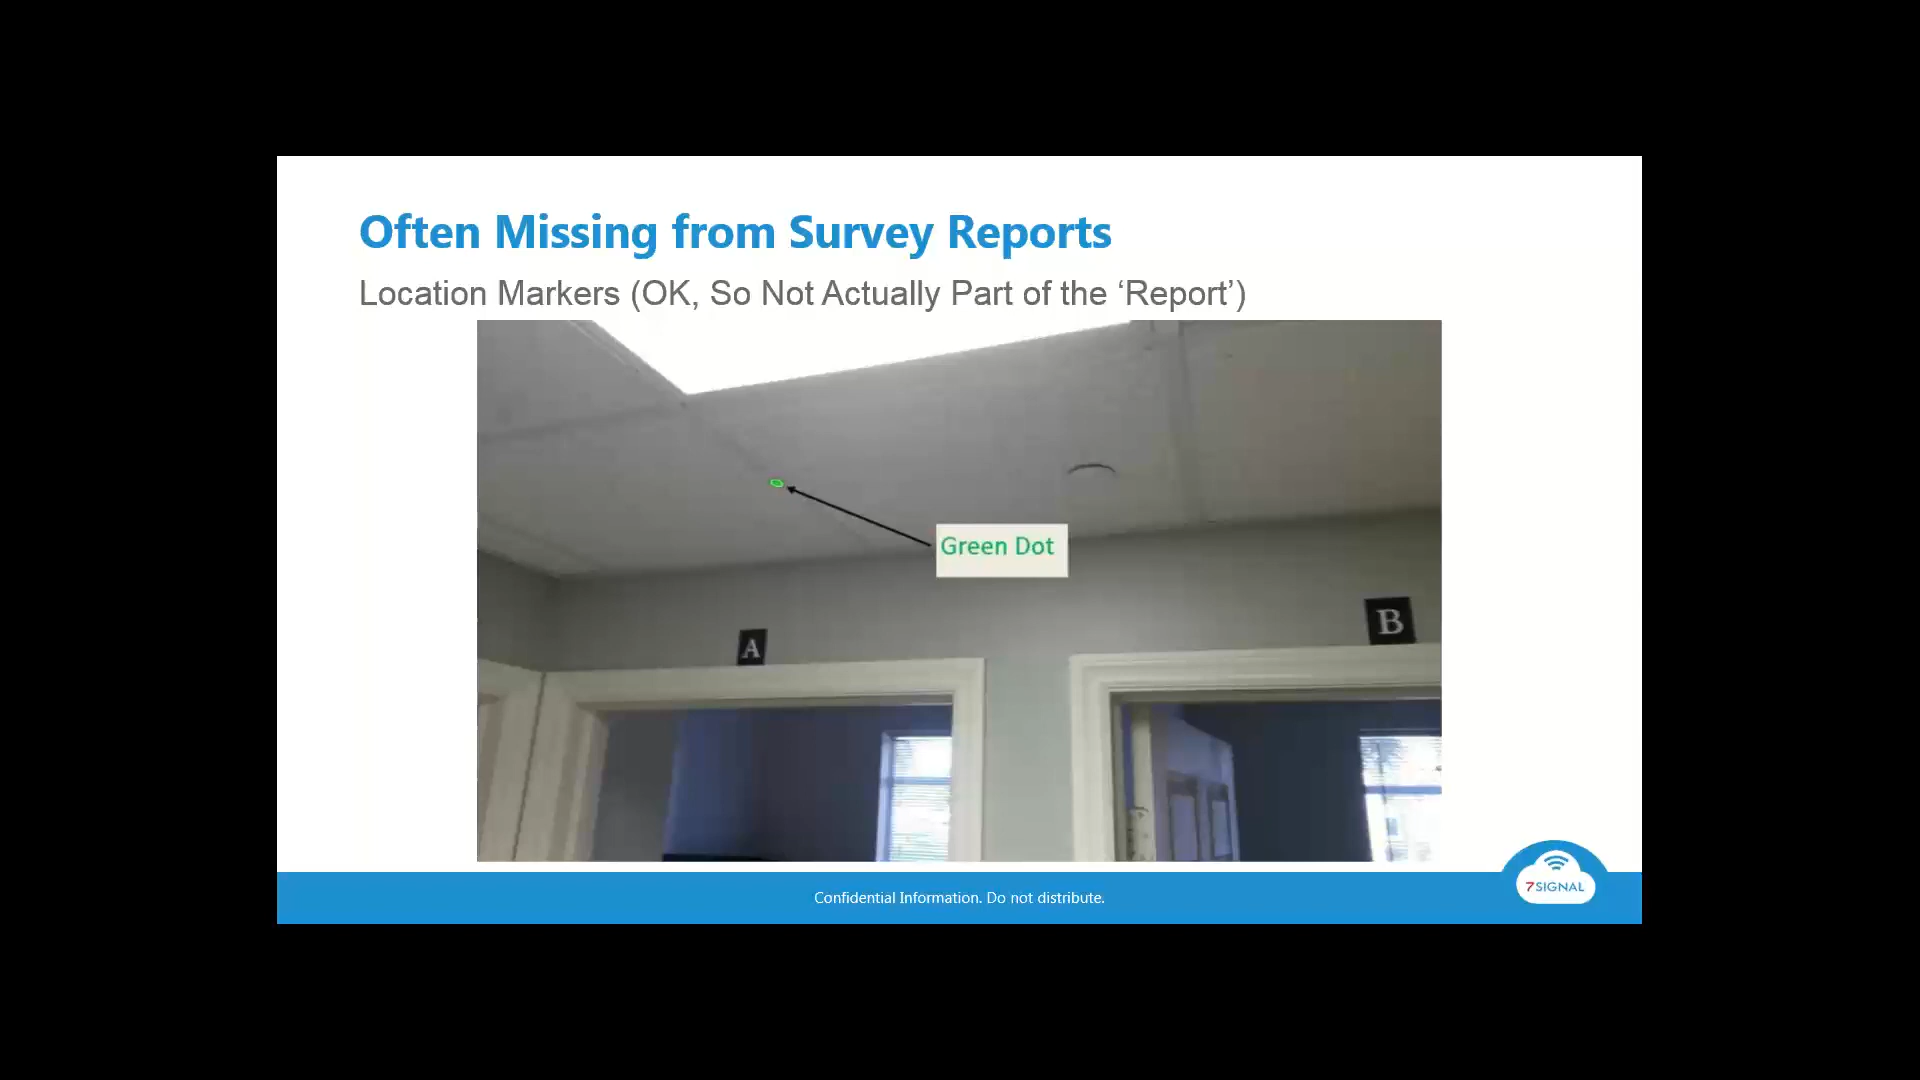 Often Missing from Survey Reports
Location Markers (OK, So Not Actually Part of the ‘Report’)
Green Dot
A
B
Confidential Information. Do not distribute.
7SIGNAL